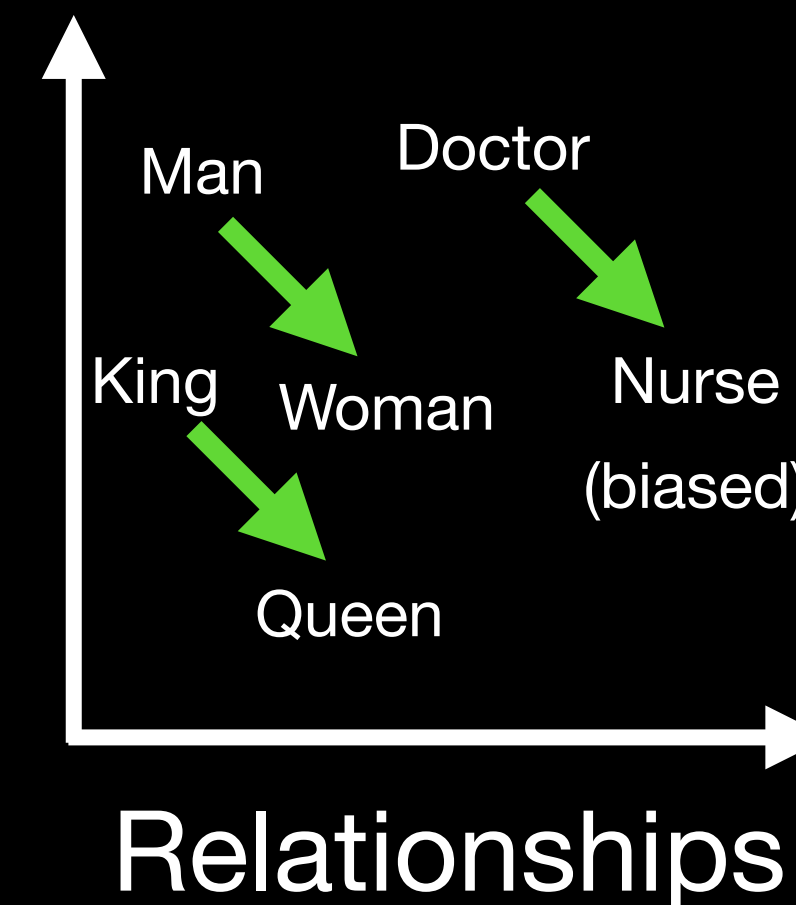 Man
Doctor
King
Woman
Nurse
(biased)
Queen
Relationships